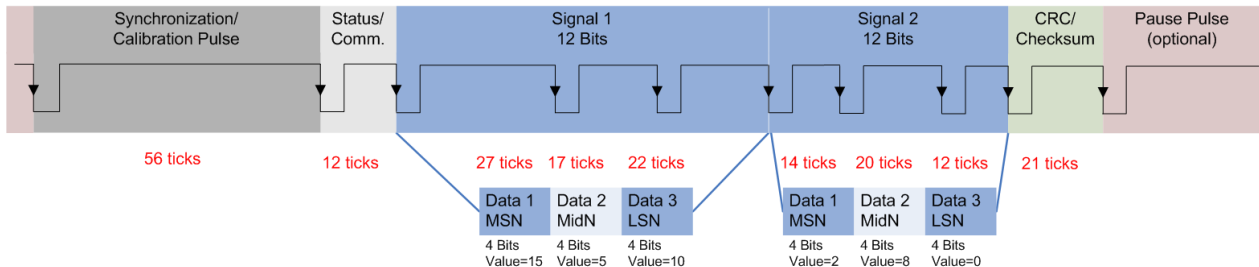 Synchronization/
Calibration Pulse
Status/
Comm.
Signal 1
12 Bits
Signal 2
12 Bits
CRC/
Checksum
Pause Pulse
(optional)
56 ticks
12 ticks
27 ticks
17 ticks
22 ticks
14 ticks
20 ticks
12 ticks
21 ticks
Data 1
MSN
Data 2
MidN
Data 3
LSN
Data 1
MSN
Data 2
MidN
Data 3
LSN
4 Bits
Value=15
4 Bits
Value=5
4 Bits
Value=10
4 Bits
Value=2
4 Bits
Value=8
4 Bits
Value=0